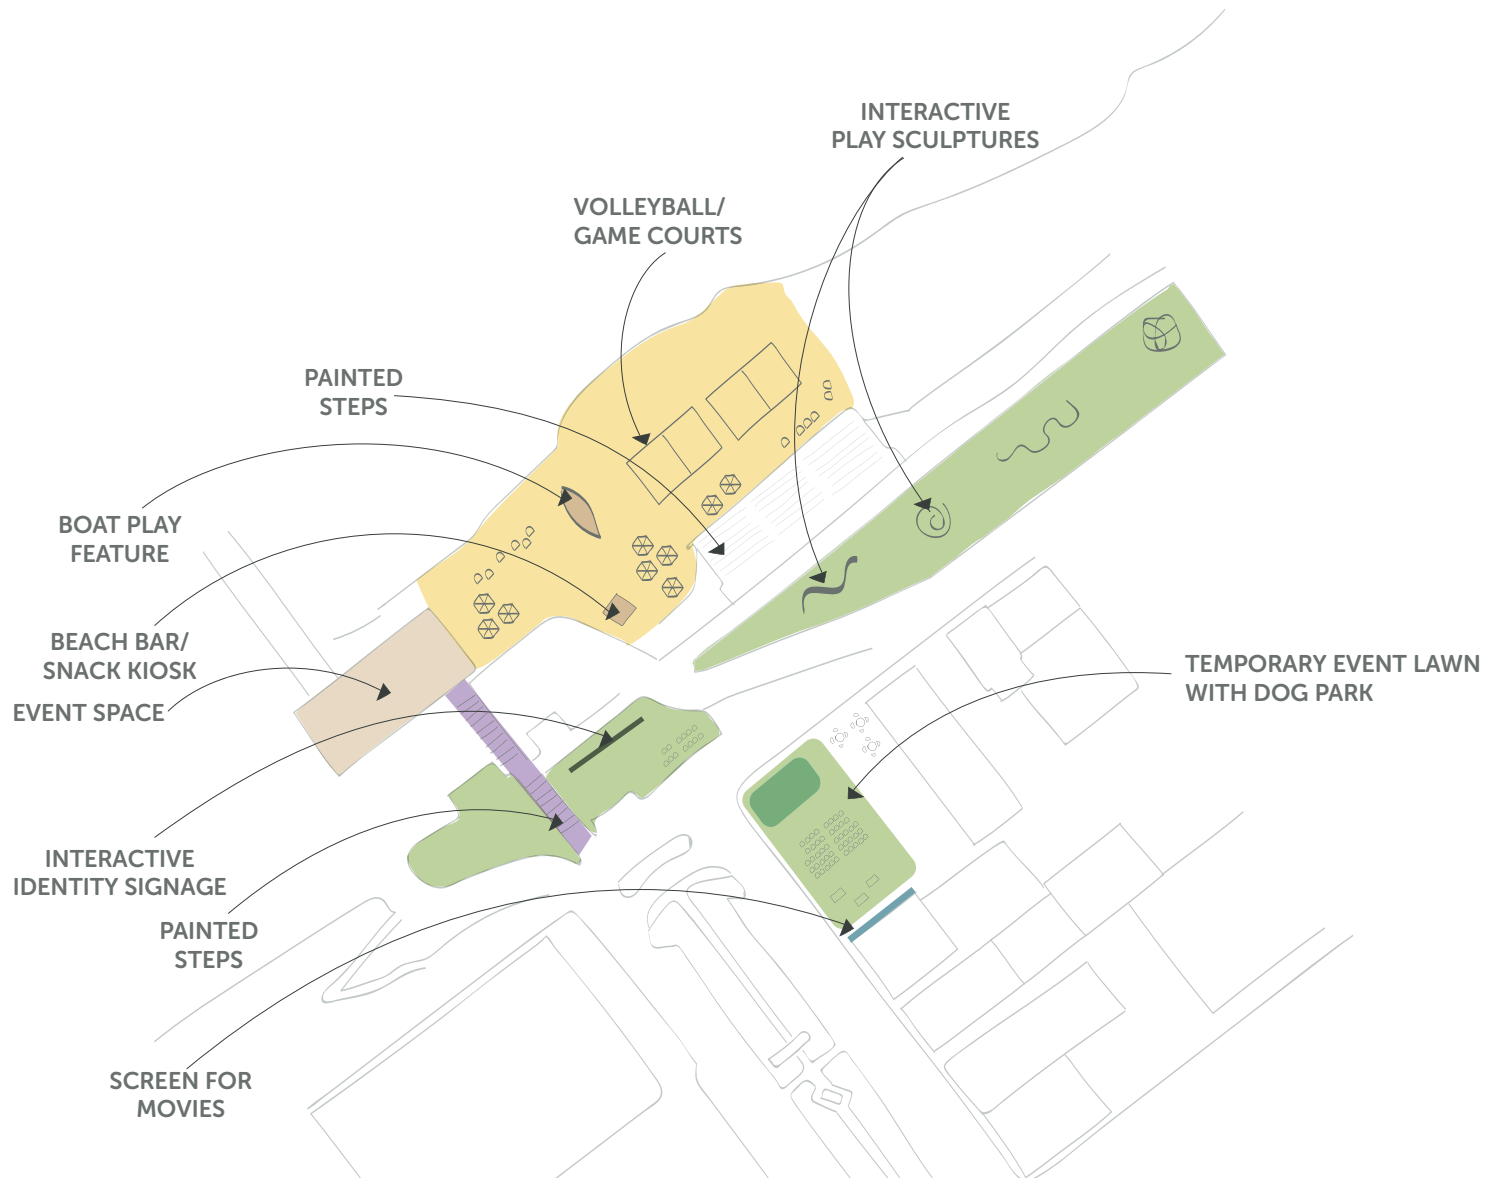 INTERACTIVE
PLAY SCULPTURES
VOLLEYBALL/
GAME COURTS
PAINTED
STEPS
BOAT PLAY
FEATURE
BEACH BAR/
SNACK KIOSK
EVENT SPACE
TEMPORARY EVENT LAWN
WITH DOG PARK
INTERACTIVE
IDENTITY SIGNAGE
PAINTED
STEPS
SCREEN FOR
MOVIES